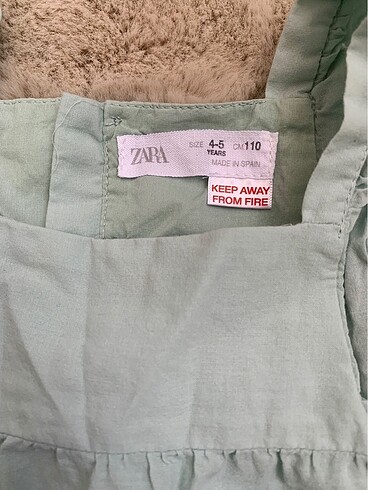 ZARA SIZE 4-5 YEARS CM 110
MADE IN SPAIN
KEEP AWAY
FROM FIRE